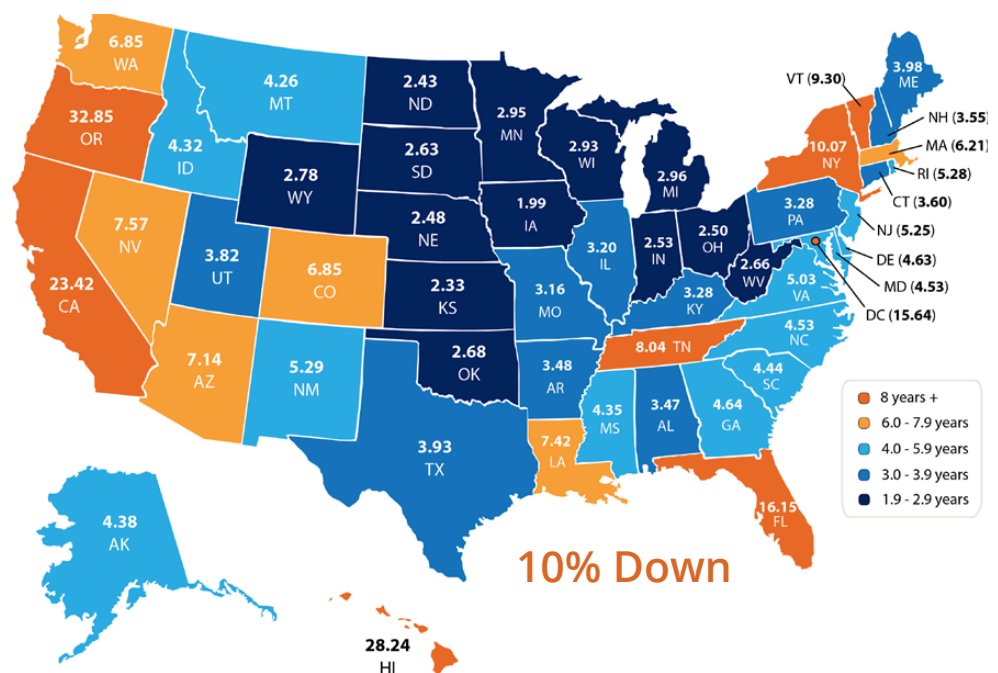 6.85
WA
32.85
OR
4.32
ID
4.26
MT
2.43
ND
2.95
MN
2.63
SD
2.78
WY
2.93
WI
2.96
MI
VT (9.30)
3.98
ME
NH (3.55)
MA (6.21)
10.07
NY
RI (5.28)
CT (3.60)
NJ (5.25)
DE (4.63)
MD (4.53)
DC (15.64)
3.28
PA
23.42
CA
7.57
NV
3.82
UT
6.85
CO
2.48
NE
1.99
IA
3.20
IL
2.53
IN
2.50
OH
2.66
WV
5.03
VA
2.33
KS
3.16
MO
3.28
KY
4.53
NC
7.14
AZ
5.29
NM
2.68
OK
3.48
AR
8.04 TN
4.44
SC
3.93
TX
7.42
LA
4.35
MS
3.47
AL
4.64
GA
16.15
FL
8 years +
6.0 - 7.9 years
4.0 - 5.9 years
3.0 - 3.9 years
1.9 - 2.9 years
4.38
AK
10% Down
28.24
HI